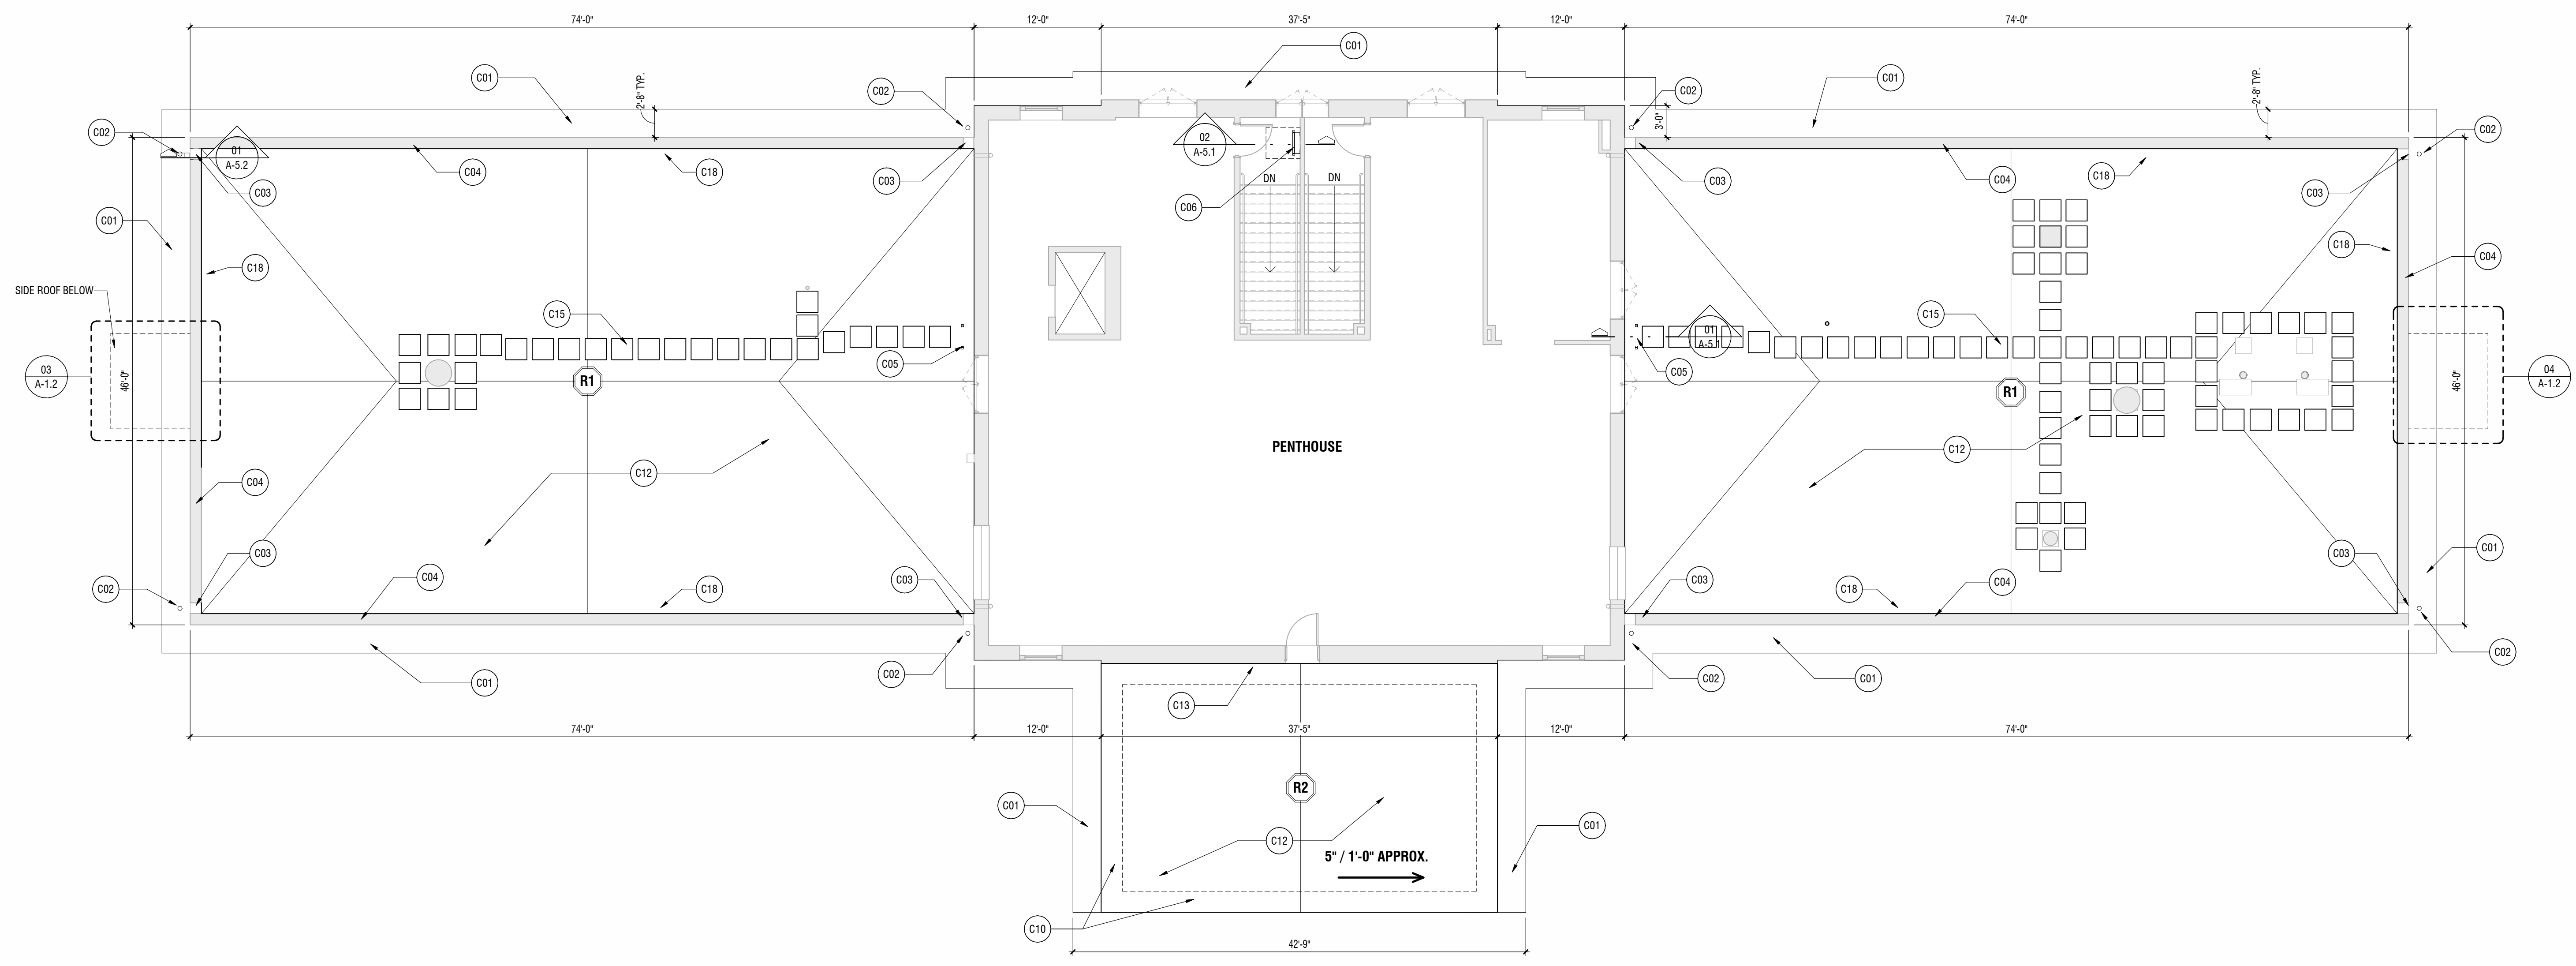 74'-0" 12'-0" 37'-5" 12'-0" 74'-0"
C01
C01 2'-8" TYP. C02 C02 C01 2'-8" TYP.
C02 3'-0" C02
01
A-5.2
02
A-5.1
C03 C04 C18 C03 C03 C04 C18 C03
DN DN
C06
C01 C18 C18 C04
SIDE ROOF BELOW
C15 C15
01
A-5.1
C05 C05
03
A-1.2
46'-0"
R1 R1
46'-0"
04
A-1.2
PENTHOUSE
C12 C12
C04
C03 C03 C01
C02 C04 C18 C03 C03 C18 C04
C02 C02 C02
C01 C01
C13
74'-0" 12'-0" 37'-5" 12'-0" 74'-0"
R2
C01 C01
C12
5" / 1'-0" APPROX.
C10
42'-9"